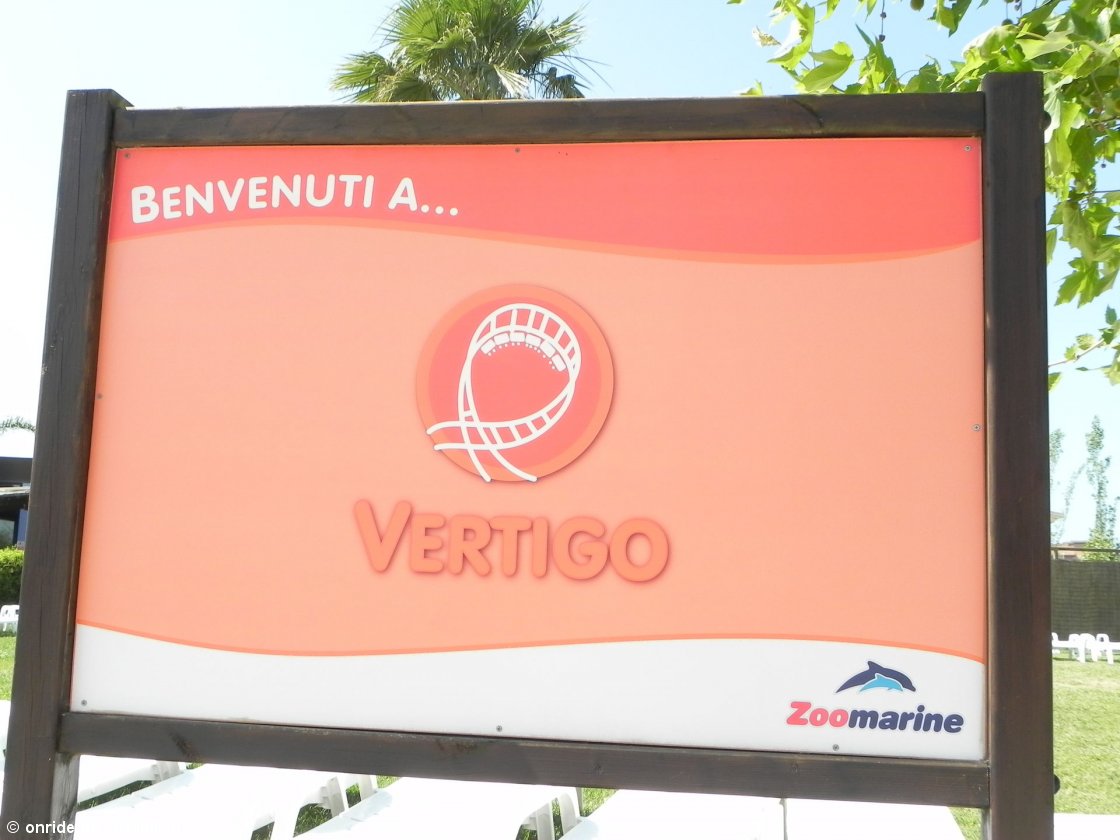 BENVENUTI A...
VERTIGO
Zoomarine
© onride